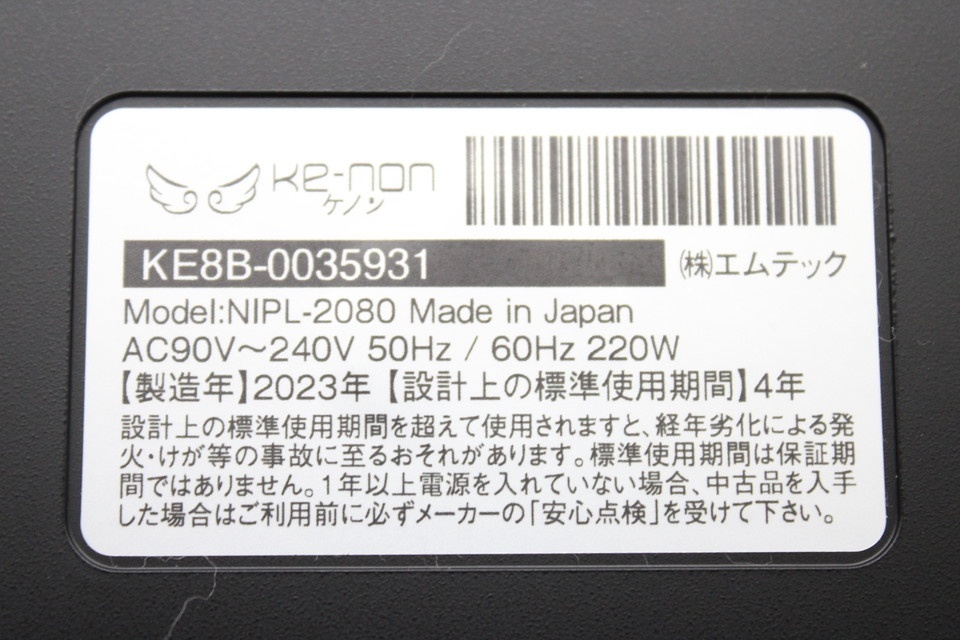 ke-non
ケノン
KE8B-0035931
(株)エムテック
Model:NIPL-2080 Made in Japan
AC90V～240V 50Hz / 60Hz 220W
【製造年】2023年【設計上の標準使用期間】4年
設計上の標準使用期間を超えて使用されますと、経年劣化による発
火・けが等の事故に至るおそれがあります。標準使用期間は保証期
間ではありません。1年以上電源を入れていない場合、中古品を入手
した場合はご利用前に必ずメーカーの「安心点検」を受けて下さい。